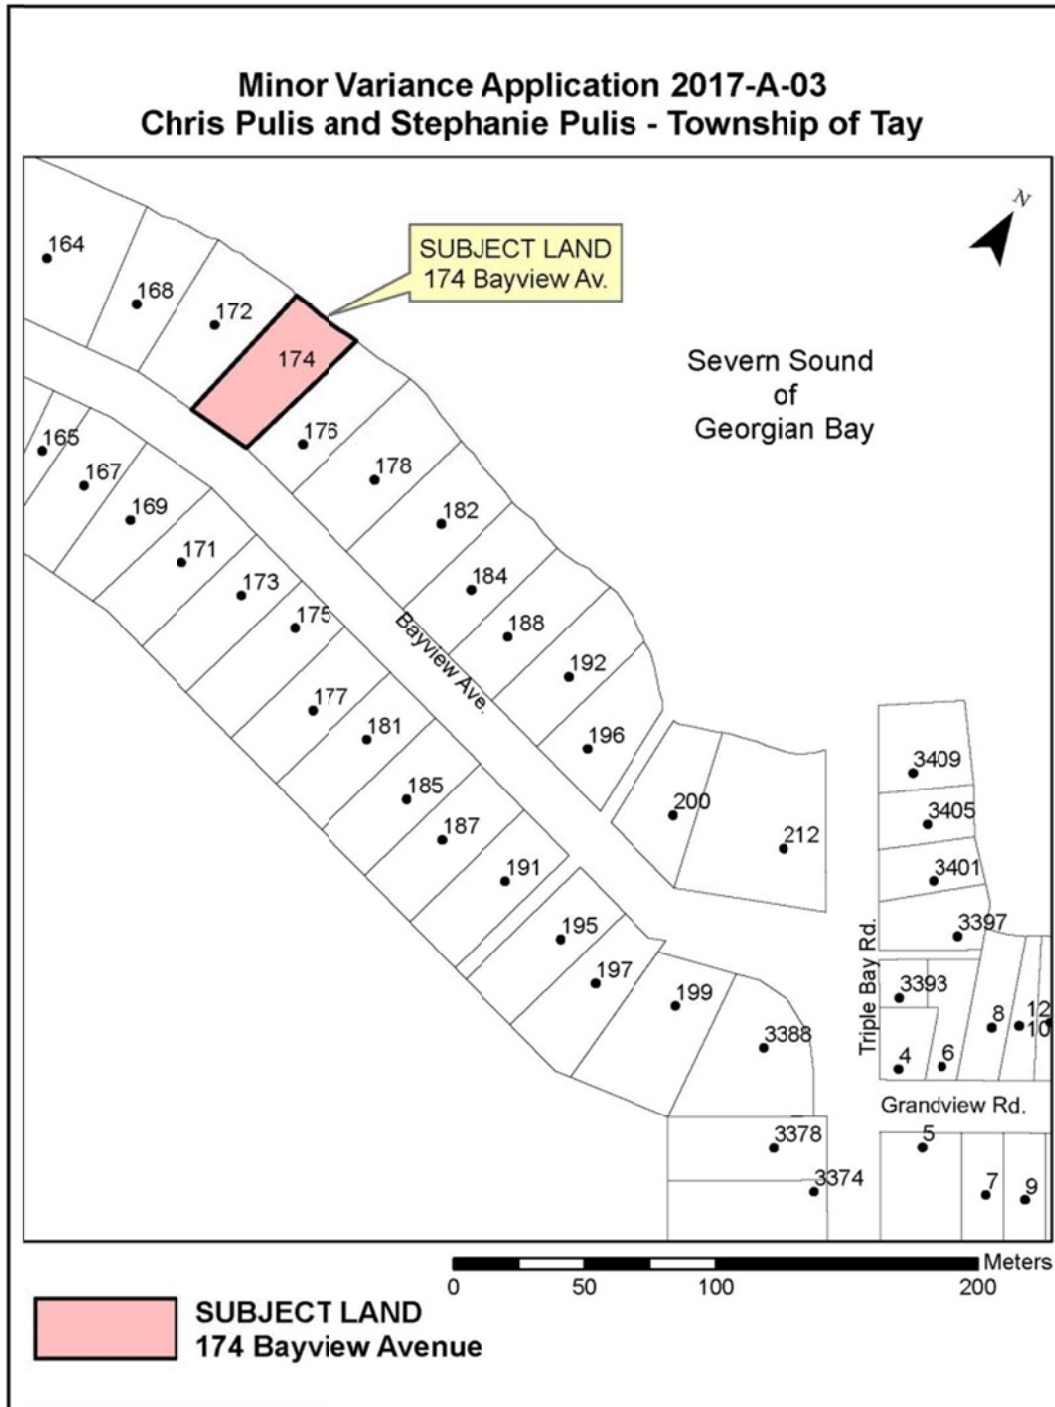 Minor Variance Application 2017-A-03
Chris Pulis and Stephanie Pulis - Township of Tay
N
SUBJECT LAND
174 Bayview Av.
164
168
172
174
176
178
182
184
188
192
196
200
212
Severn Sound
of
Georgian Bay
165
167
169
171
173
175
177
181
185
187
191
195
197
199
Bayview Ave.
3409
3405
3401
3397
3393
Triple Bay Rd.
4
6
8
12
10
3388
3378
3374
Grandview Rd.
5
7
9
Meters
0 50 100 200
SUBJECT LAND
174 Bayview Avenue